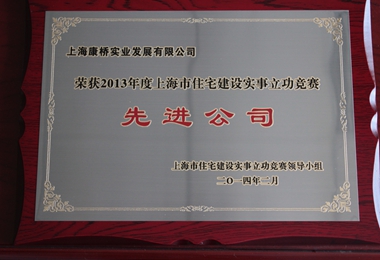 上海康桥实业发展有限公司
荣获2013年度上海市住宅建设实事立功竞赛
先进公司
上海市住宅建设实事立功竞赛领导小组
二〇一四年二月